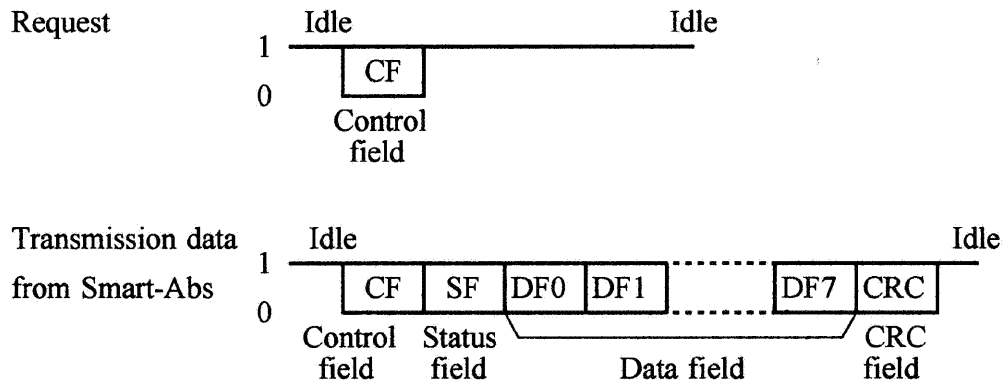 Request
Idle
Idle
1
CF
0
Control
field
Transmission data
Idle
Idle
from Smart-Abs
1
CF SF DF0 DF1 DF7 CRC
0
Control Status CRC
field field Data field field